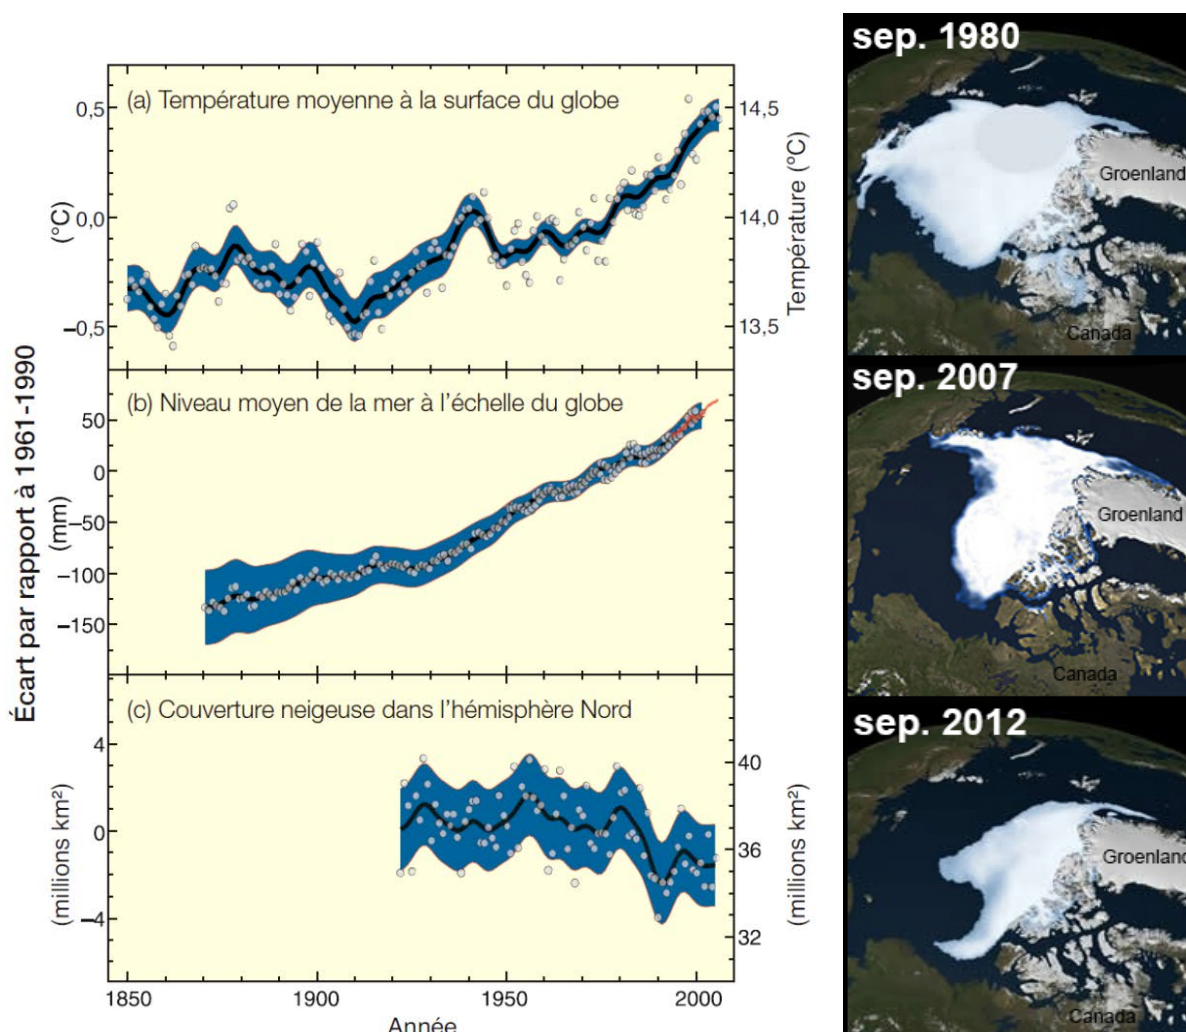 (a) Température moyenne à la surface du globe
0,5
0,0
−0,5
(°C)
14,5
14,0
13,5
Température (°C)
(b) Niveau moyen de la mer à l'échelle du globe
50
0
−50
−100
−150
(mm)
Écart par rapport à 1961-1990
(c) Couverture neigeuse dans l'hémisphère Nord
4
0
−4
(millions km²)
40
36
32
(millions km²)
1850
1900
1950
2000
Année
sep. 1980
Groenland
Canada
sep. 2007
Groenland
Canada
sep. 2012
Groenland
Canada